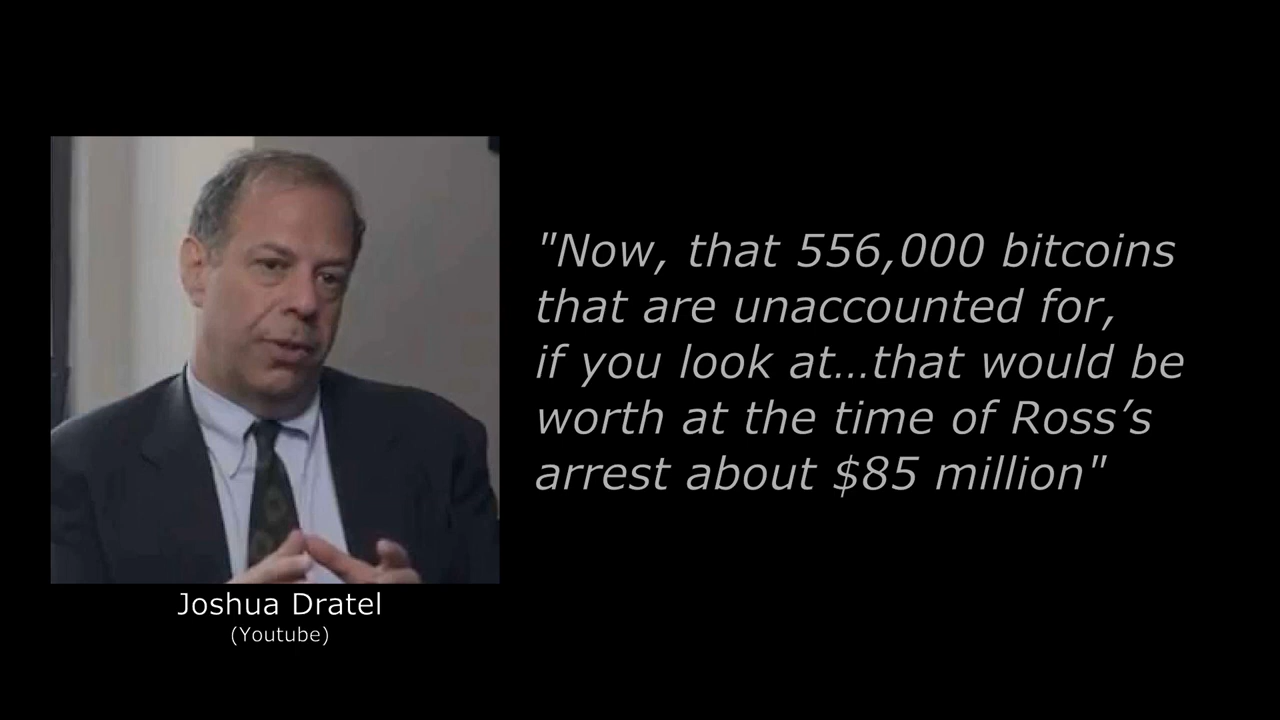 "Now, that 556,000 bitcoins
that are unaccounted for,
if you look at…that would be
worth at the time of Ross’s
arrest about $85 million"
Joshua Dratel
(Youtube)